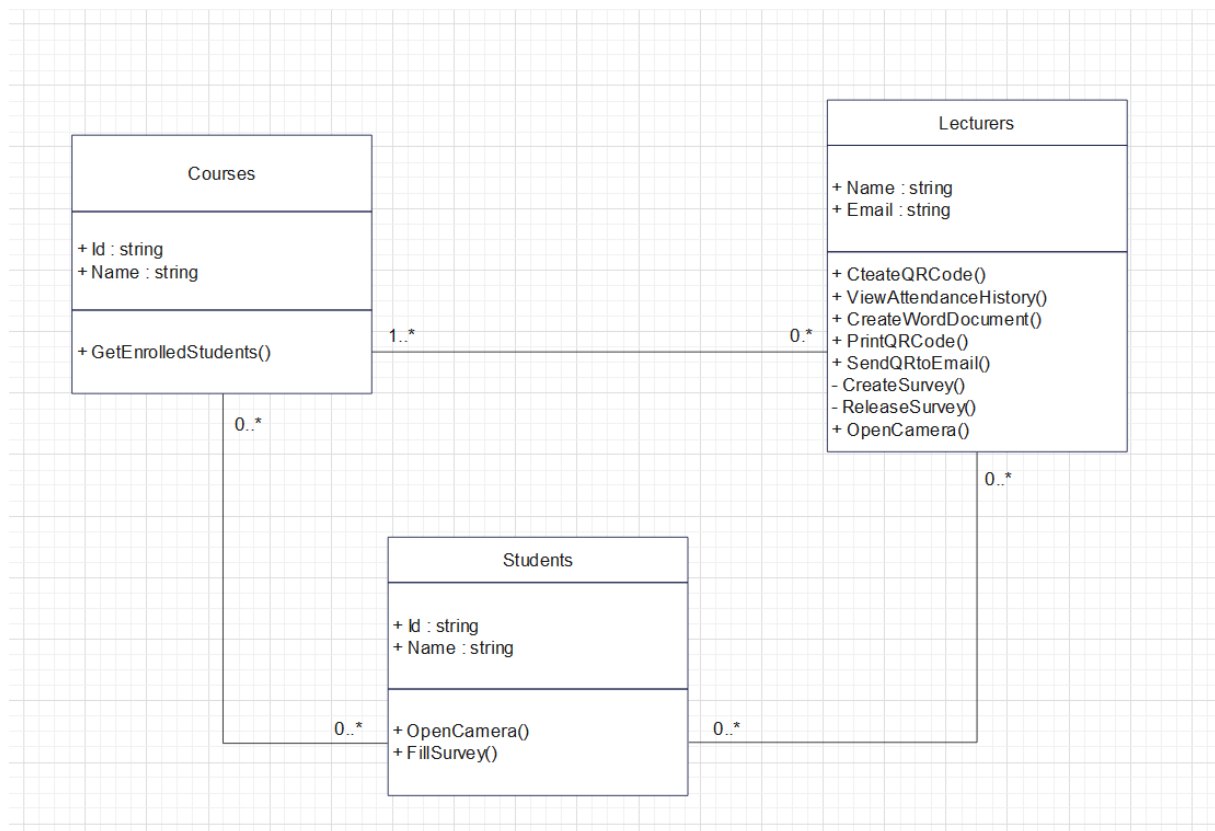 Courses
+ Id : string
+ Name : string
+ GetEnrolledStudents()
1..*
0..*
0..*
Lecturers
+ Name : string
+ Email : string
+ CteateQRCode()
+ ViewAttendanceHistory()
+ CreateWordDocument()
+ PrintQRCode()
+ SendQRtoEmail()
- CreateSurvey()
- ReleaseSurvey()
+ OpenCamera()
0..*
Students
+ Id : string
+ Name : string
+ OpenCamera()
+ FillSurvey()
0..*
0..*